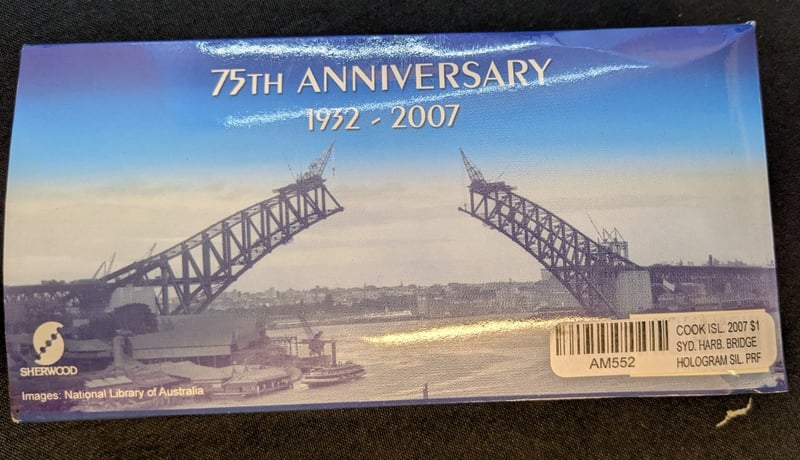 75TH ANNIVERSARY
1932 - 2007
SHERWOOD
Images: National Library of Australia
AM552
COOK ISL. 2007 $1
SYD. HARB. BRIDGE
HOLOGRAM SIL. PRF